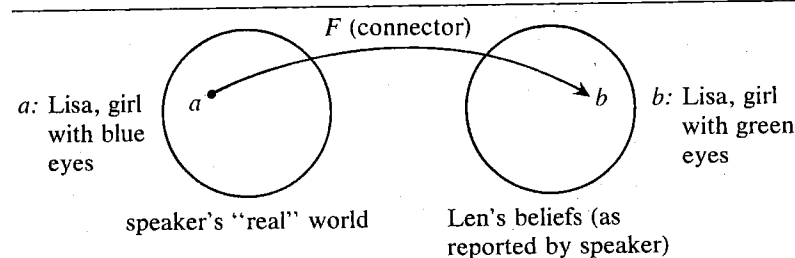 F (connector)
a
b
a: Lisa, girl
with blue
eyes
b: Lisa, girl
with green
eyes
speaker's "real" world
Len's beliefs (as
reported by speaker)